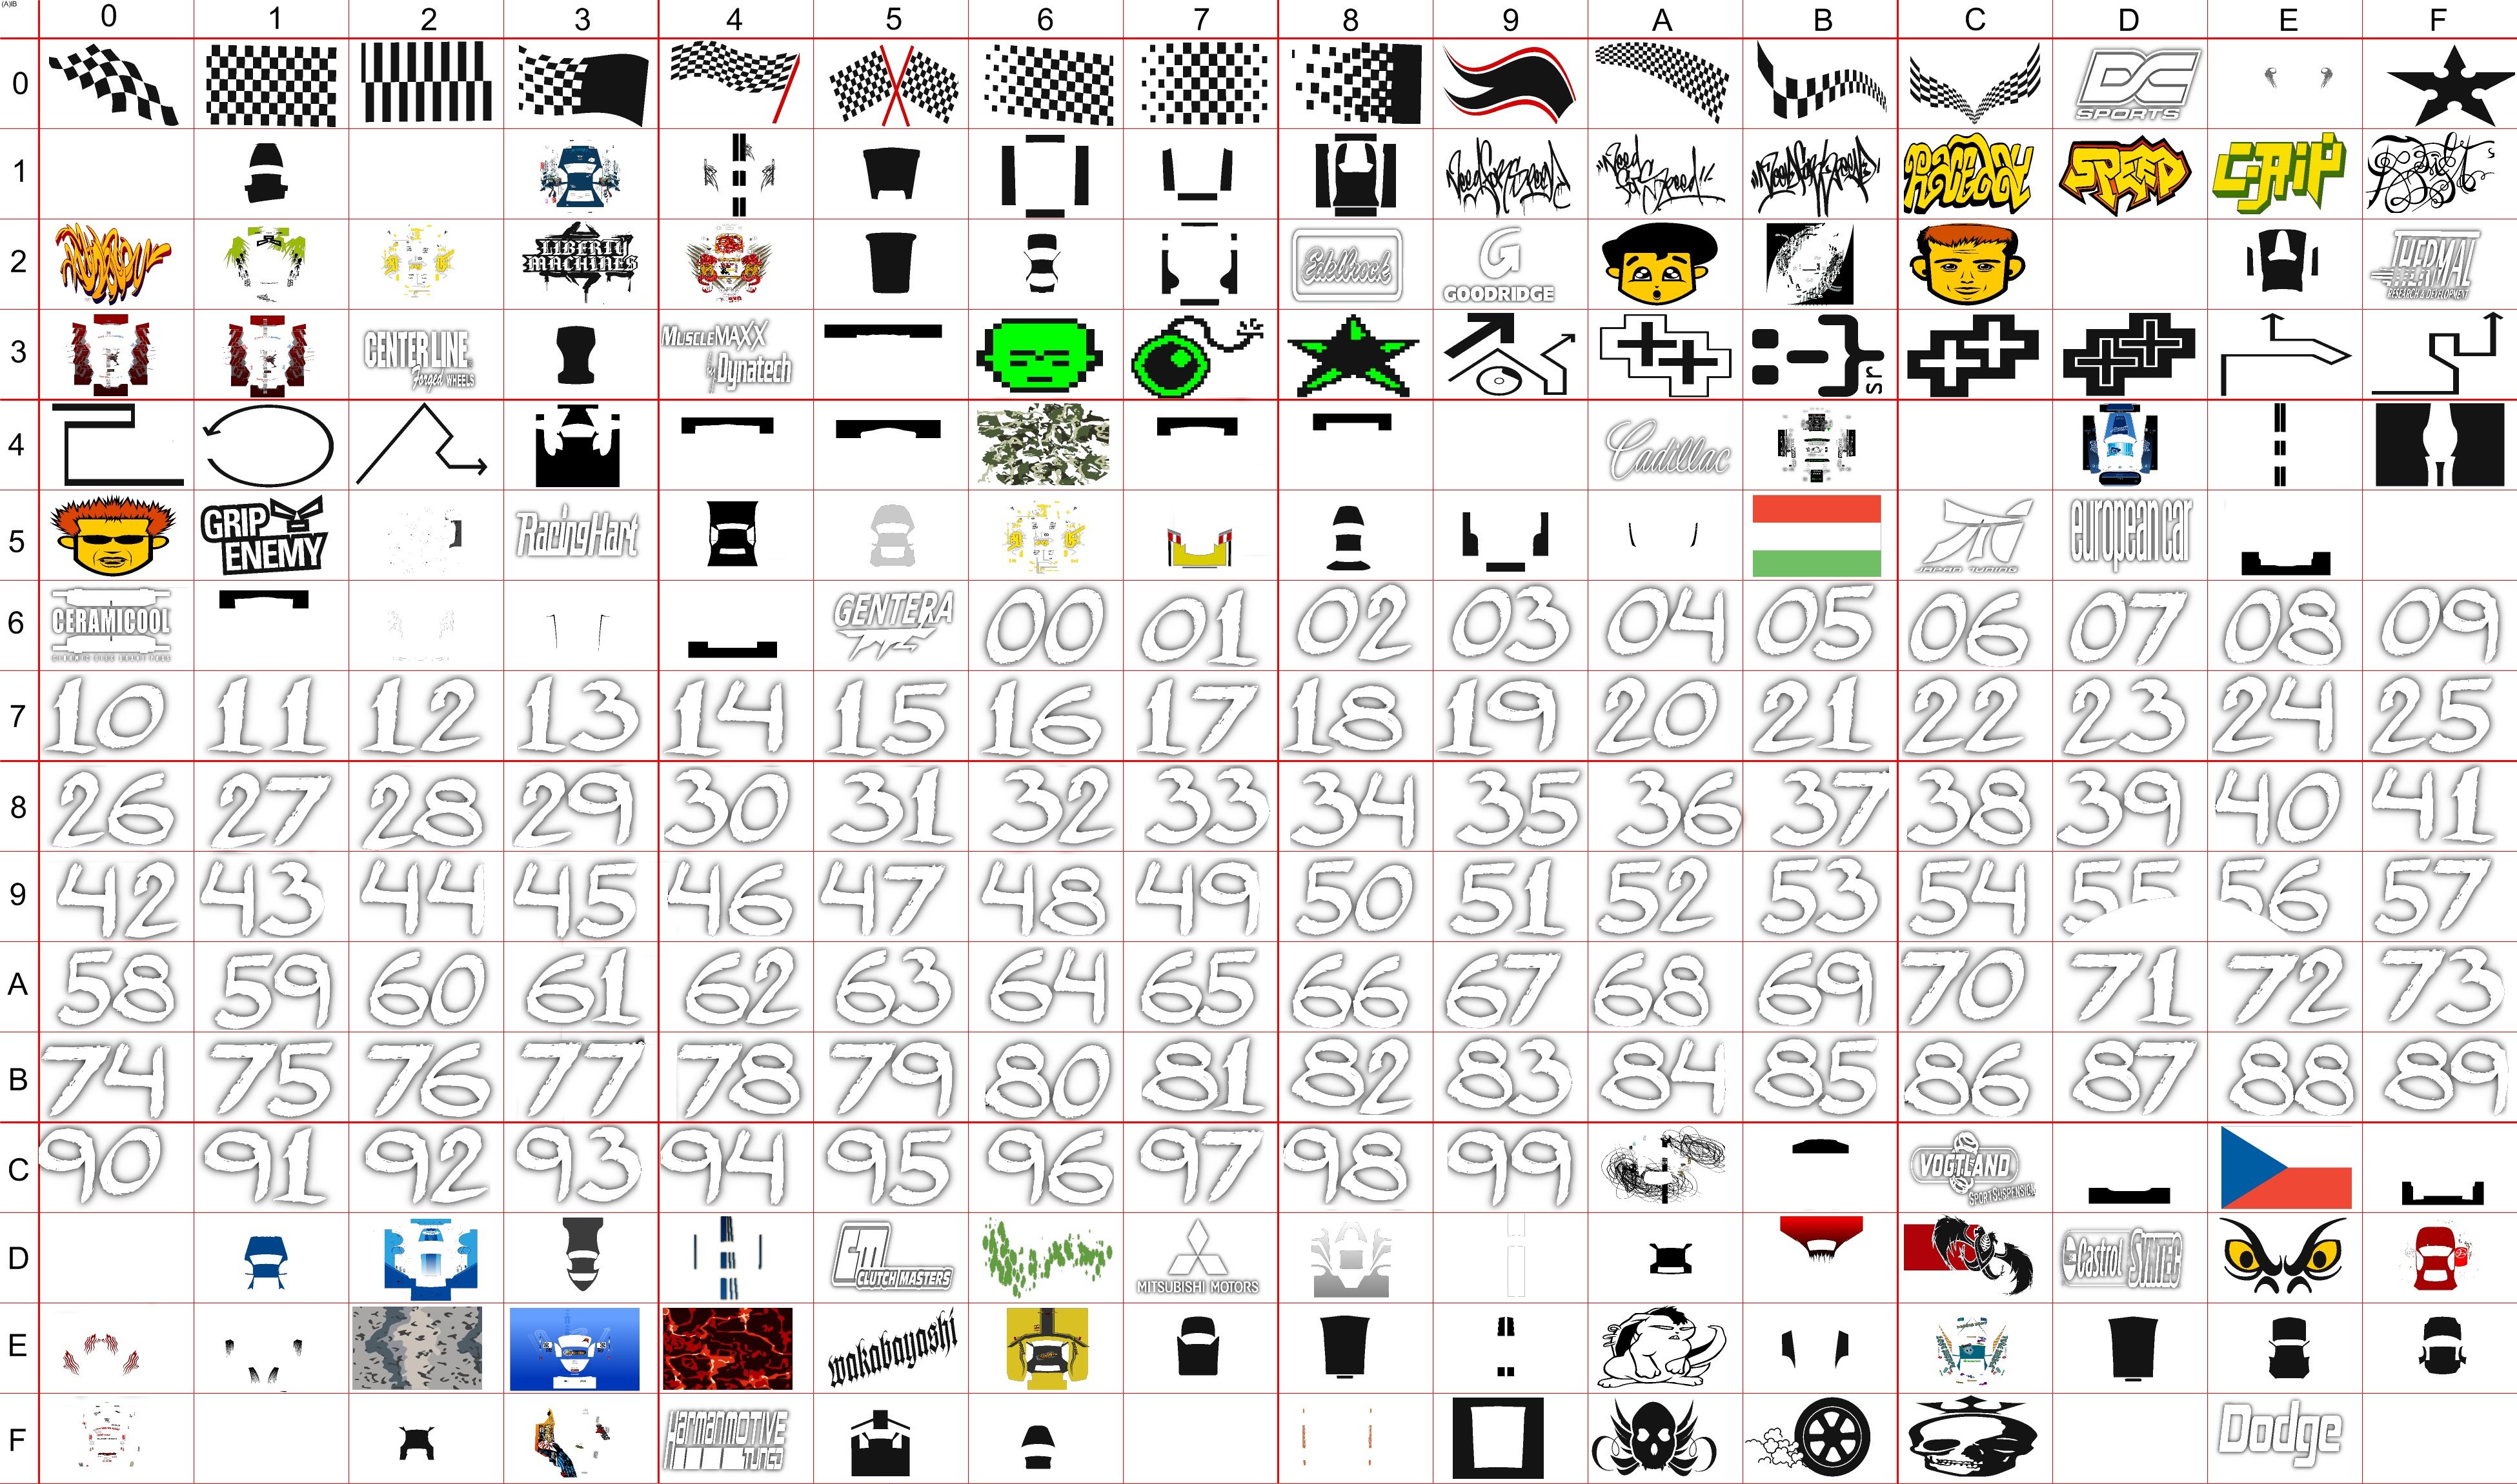 (A)IB
0 1 2 3 4 5 6 7 8 9 A B C D E F
0
DC
SPORTS
1
NeedforSpeed
"Need for Speed"
"NeedforSpeed"
RACEDAY
SPEED
GRIP
2
LIBERTY
MACHINES
Edelbrock
G
GOODRIDGE
THERMAL
RESEARCH & DEVELOPMENT
3
CENTER LINE
Forged WHEELS
MUSCLEMAXX
by
Dynatech
sr
4
Cadillac
5
GRIP
ENEMY
RacingHart
JAPAN TUNING
european car
6
CERAMICOOL
GENTERA
00 01 02 03 04 05 06 07 08 09
7
10 11 12 13 14 15 16 17 18 19 20 21 22 23 24 25
8
26 27 28 29 30 31 32 33 34 35 36 37 38 39 40 41
9
42 43 44 45 46 47 48 49 50 51 52 53 54 55 56 57
A
58 59 60 61 62 63 64 65 66 67 68 69 70 71 72 73
B
74 75 76 77 78 79 80 81 82 83 84 85 86 87 88 89
C
90 91 92 93 94 95 96 97 98 99
VOGTLAND
SPORT SUSPENSION
D
CM
CLUTCHMASTERS
MITSUBISHI MOTORS
Castrol SYNTEC
E
wakabayashi
F
HarmanMotive
TUNED
Dodge